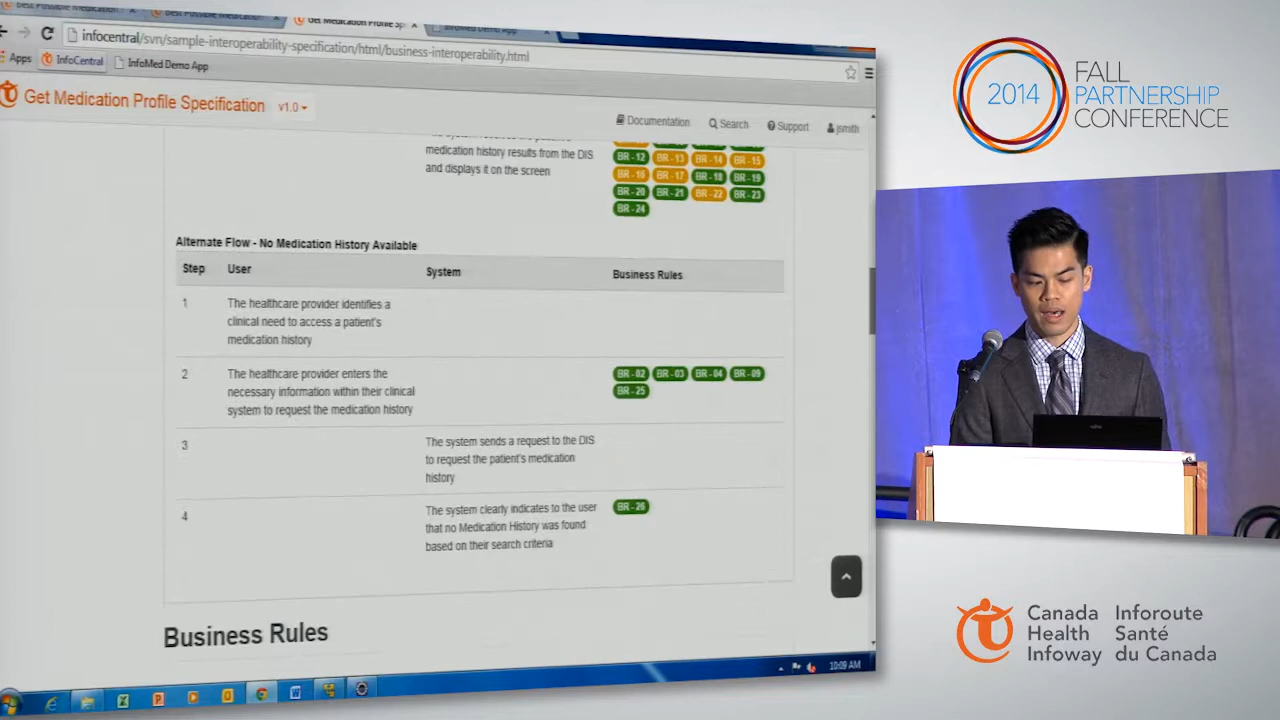 Get Medication Profile Sp
InfoMed Demo App
infocentral/svn/sample-interoperability-specification/html/business-interoperability.html
Apps
InfoCentral
InfoMed Demo App
Get Medication Profile Specification
v1.0
Documentation
Search
Support
jsmith
medication history results from the DIS
and displays it on the screen
BR - 12 BR - 13 BR - 14 BR - 15
BR - 16 BR - 17 BR - 18 BR - 19
BR - 20 BR - 21 BR - 22 BR - 23
BR - 24
Alternate Flow - No Medication History Available
Step User System Business Rules
1
The healthcare provider identifies a
clinical need to access a patient's
medication history
2
The healthcare provider enters the
necessary information within their clinical
system to request the medication history
BR - 02 BR - 03 BR - 04 BR - 09
BR - 25
3
The system sends a request to the DIS
to request the patient's medication
history
4
The system clearly indicates to the user
that no Medication History was found
based on their search criteria
BR - 26
Business Rules
10:09 AM
2014
FALL
PARTNERSHIP
CONFERENCE
Canada
Health
Infoway
Inforoute
Santé
du Canada